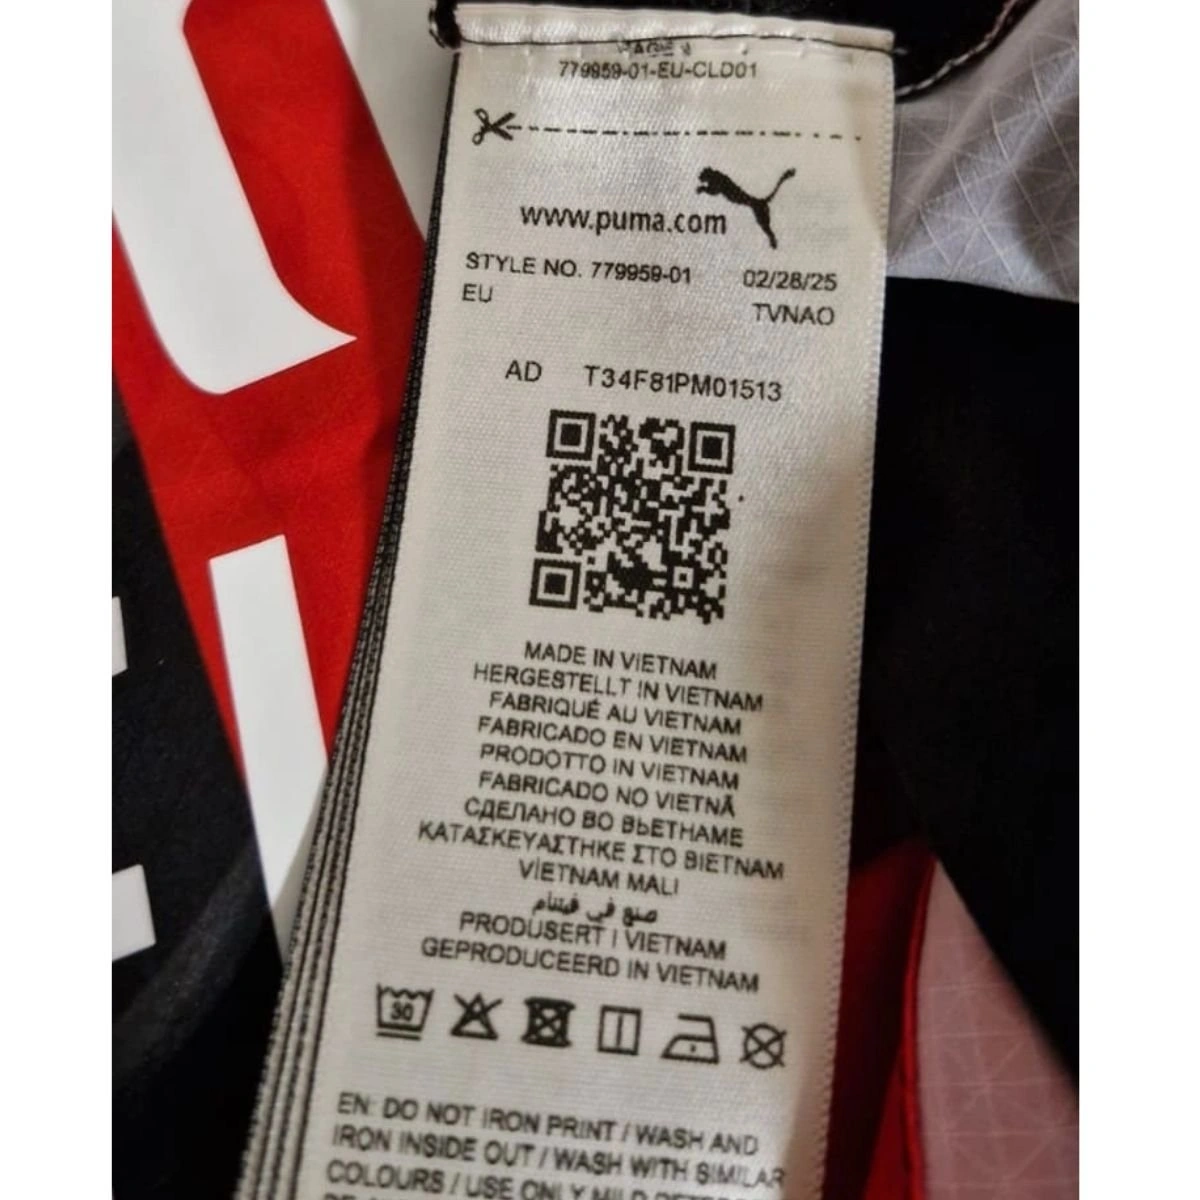 779959-01-EU-CLD01
www.puma.com
STYLE NO. 779959-01 02/28/25
EU TVNAO
AD T34F81PM01513
MADE IN VIETNAM
HERGESTELLT IN VIETNAM
FABRIQUÉ AU VIETNAM
FABRICADO EN VIETNAM
PRODOTTO IN VIETNAM
FABRICADO NO VIETNÃ
СДЕЛАНО ВО ВЬЕТНАМЕ
ΚΑΤΑΣΚΕΥΑΣΤΗΚΕ ΣΤΟ ΒΙΕΤΝΑΜ
VİETNAM MALI
صنع في فيتنام
PRODUSERT I VIETNAM
GEPRODUCEERD IN VIETNAM
30
EN: DO NOT IRON PRINT / WASH AND
IRON INSIDE OUT / WASH WITH SIMILAR
COLOURS / USE ONLY MILD